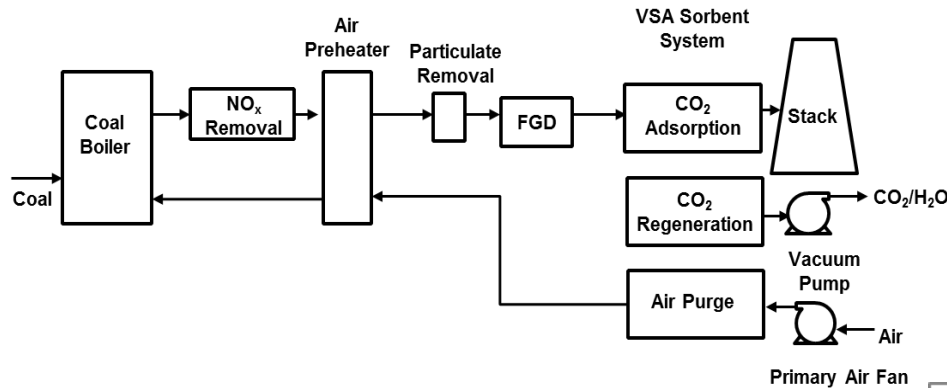 VSA Sorbent
System
Air
Preheater
Particulate
Removal
Coal
Boiler
NOx
Removal
FGD
CO2
Adsorption
Stack
Coal
CO2
Regeneration
CO2/H2O
Vacuum
Pump
Air Purge
Air
Primary Air Fan